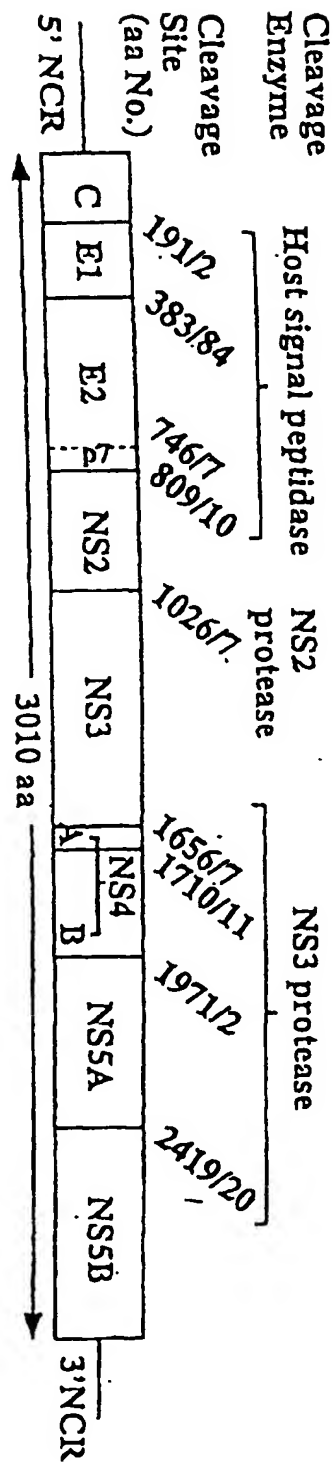 Cleavage
Enzyme
Host signal peptidase
NS2
protease
NS3 protease
Cleavage
Site
(aa No.)
191/2
383/84
746/7
809/10
1026/7
1656/7
1710/11
1971/2
2419/20
5' NCR
C
E1
E2
p7
NS2
NS3
A
NS4
B
NS5A
NS5B
3'NCR
3010 aa